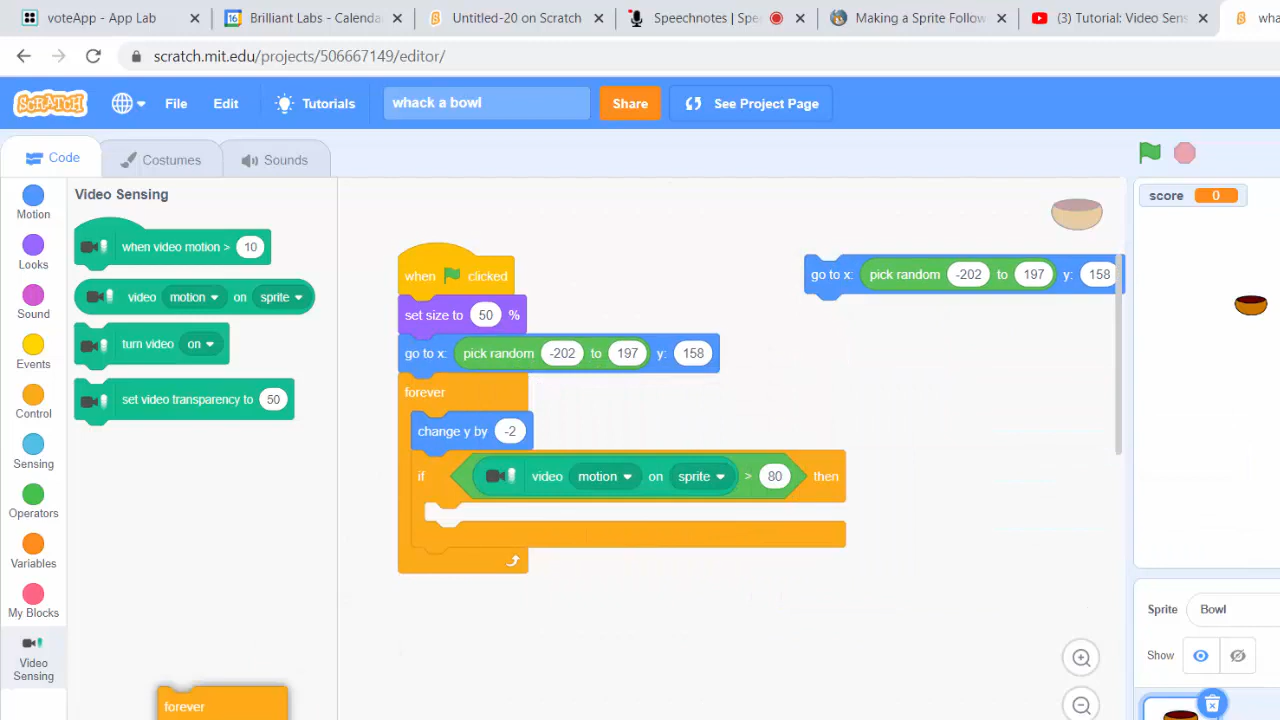 voteApp - App Lab
Brilliant Labs - Calenda
Untitled-20 on Scratch
Speechnotes | Spee
Making a Sprite Follow
(3) Tutorial: Video Sens
wha
scratch.mit.edu/projects/506667149/editor/
SCRATCH
File
Edit
Tutorials
whack a bowl
Share
See Project Page
Code
Costumes
Sounds
Motion
Looks
Sound
Events
Control
Sensing
Operators
Variables
My Blocks
Video
Sensing
Video Sensing
when video motion > 10
video motion on sprite
turn video on
set video transparency to 50
forever
when clicked
set size to 50 %
go to x: pick random -202 to 197 y: 158
forever
change y by -2
if video motion on sprite > 80 then
go to x: pick random -202 to 197 y: 158
score 0
Sprite Bowl
Show